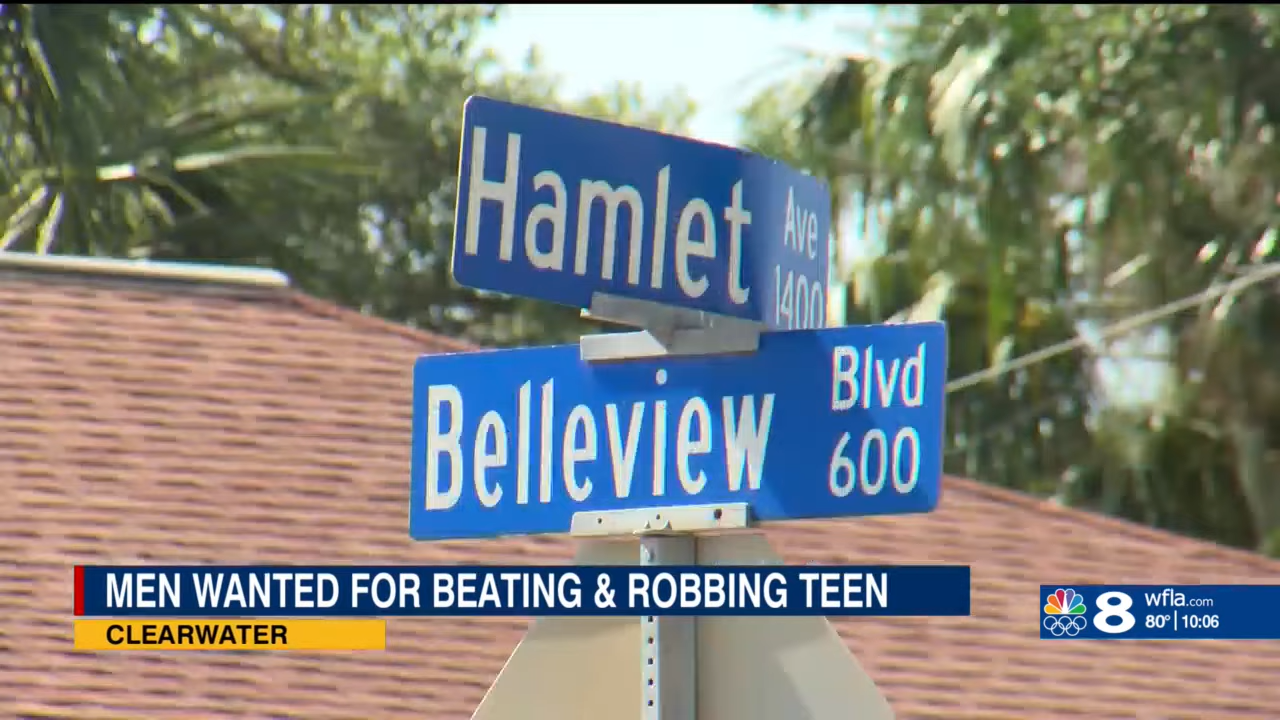 Hamlet Ave
1400
Belleview Blvd
600
MEN WANTED FOR BEATING & ROBBING TEEN
CLEARWATER
8 wfla.com
80° 10:06